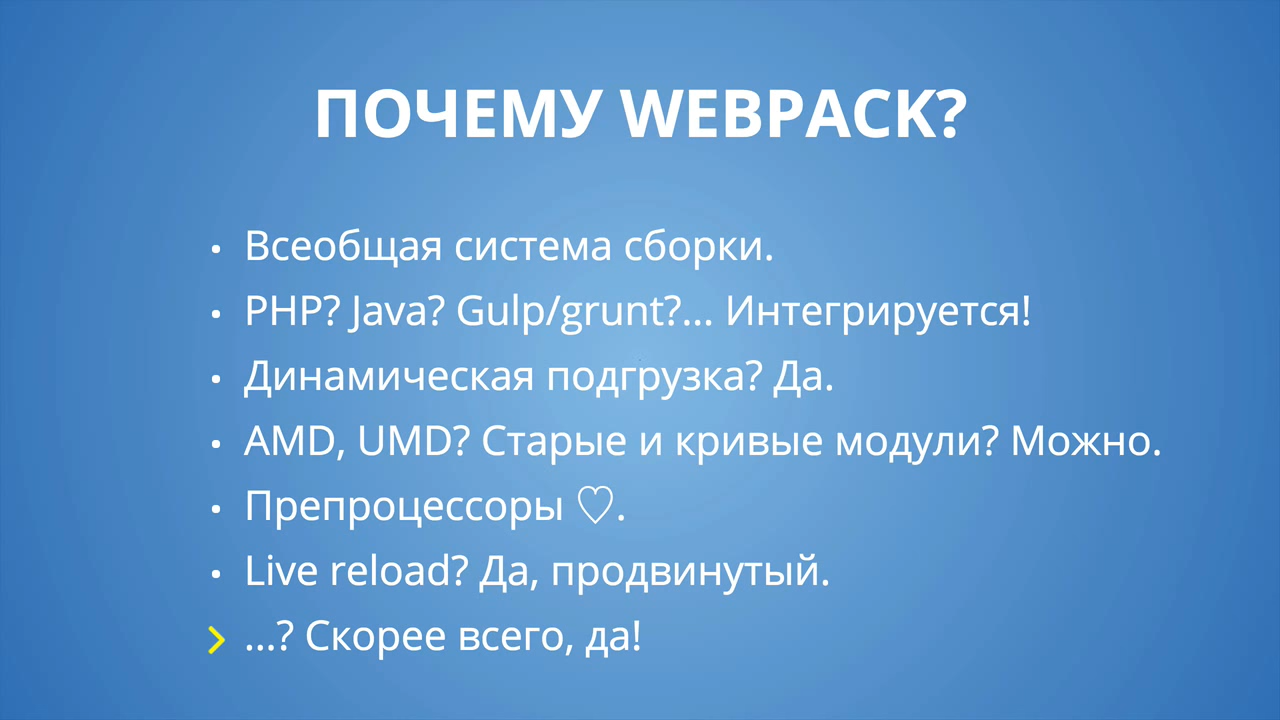 ПОЧЕМУ WEBPACK?
• Всеобщая система сборки.
• PHP? Java? Gulp/grunt?... Интегрируется!
• Динамическая подгрузка? Да.
• AMD, UMD? Старые и кривые модули? Можно.
• Препроцессоры ♡.
• Live reload? Да, продвинутый.
...? Скорее всего, да!